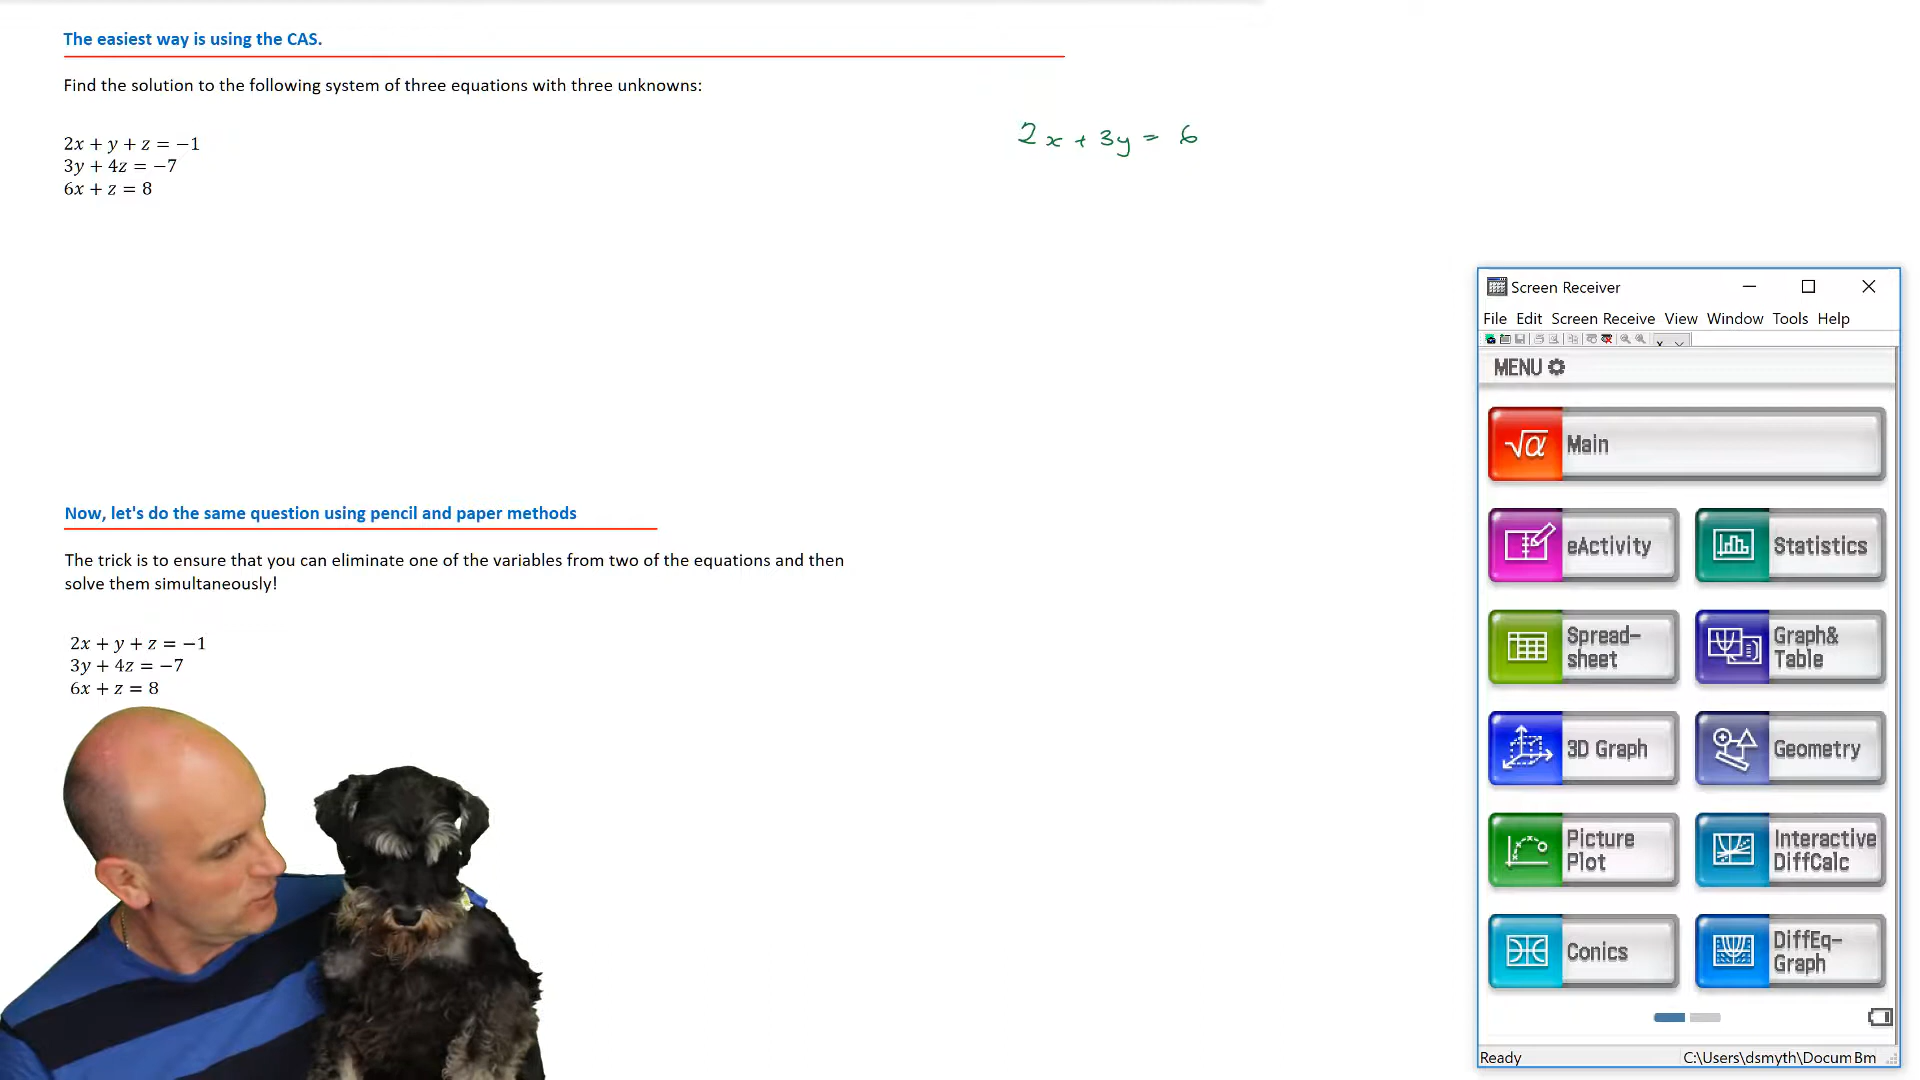 The easiest way is using the CAS.
Find the solution to the following system of three equations with three unknowns:
2x + y + z = −1
3y + 4z = −7
6x + z = 8
2x + 3y = 6
Now, let's do the same question using pencil and paper methods
The trick is to ensure that you can eliminate one of the variables from two of the equations and then
solve them simultaneously!
2x + y + z = −1
3y + 4z = −7
6x + z = 8
Screen Receiver
File Edit Screen Receive View Window Tools Help
MENU
√α Main
eActivity
Statistics
Spread-
sheet
Graph&
Table
3D Graph
Geometry
Picture
Plot
Interactive
DiffCalc
Conics
DiffEq-
Graph
Ready
C:\Users\dsmyth\Docum Bm